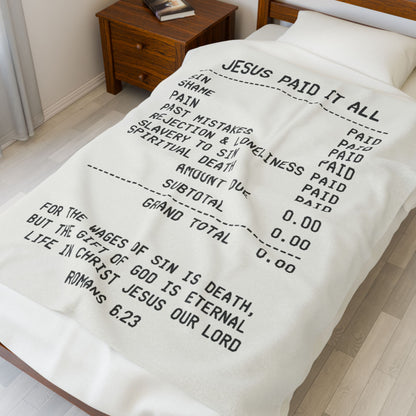 JESUS PAID IT ALL
SIN PAID
SHAME PAID
PAIN PAID
PAST MISTAKES PAID
REJECTION & LONELINESS PAID
SLAVERY TO SIN PAID
SPIRITUAL DEATH PAID
AMOUNT DUE 0.00
SUBTOTAL 0.00
GRAND TOTAL 0.00
FOR THE WAGES OF SIN IS DEATH,
BUT THE GIFT OF GOD IS ETERNAL
LIFE IN CHRIST JESUS OUR LORD
ROMANS 6.23